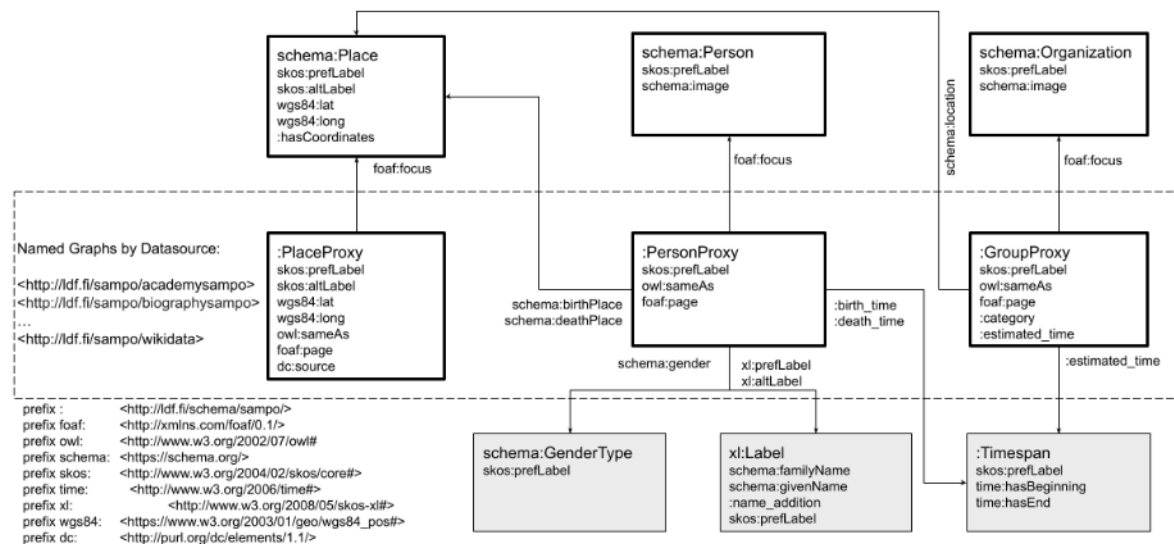 schema:Place
skos:prefLabel
skos:altLabel
wgs84:lat
wgs84:long
:hasCoordinates
schema:Person
skos:prefLabel
schema:image
schema:Organization
skos:prefLabel
schema:image
schema:location
foaf:focus
foaf:focus
foaf:focus
Named Graphs by Datasource:
<http://ldf.fi/sampo/academysampo>
<http://ldf.fi/sampo/biographysampo>
...
<http://ldf.fi/sampo/wikidata>
:PlaceProxy
skos:prefLabel
skos:altLabel
wgs84:lat
wgs84:long
owl:sameAs
foaf:page
dc:source
schema:birthPlace
schema:deathPlace
:PersonProxy
skos:prefLabel
owl:sameAs
foaf:page
:birth_time
:death_time
:GroupProxy
skos:prefLabel
owl:sameAs
foaf:page
:category
:estimated_time
schema:gender
xl:prefLabel
xl:altLabel
:estimated_time
prefix : <http://ldf.fi/schema/sampo/>
prefix foaf: <http://xmlns.com/foaf/0.1/>
prefix owl: <http://www.w3.org/2002/07/owl#
prefix schema: <https://schema.org/>
prefix skos: <http://www.w3.org/2004/02/skos/core#>
prefix time: <http://www.w3.org/2006/time#>
prefix xl: <http://www.w3.org/2008/05/skos-xl#>
prefix wgs84: <https://www.w3.org/2003/01/geo/wgs84_pos#>
prefix dc: <http://purl.org/dc/elements/1.1/>
schema:GenderType
skos:prefLabel
xl:Label
schema:familyName
schema:givenName
:name_addition
skos:prefLabel
:Timespan
skos:prefLabel
time:hasBeginning
time:hasEnd